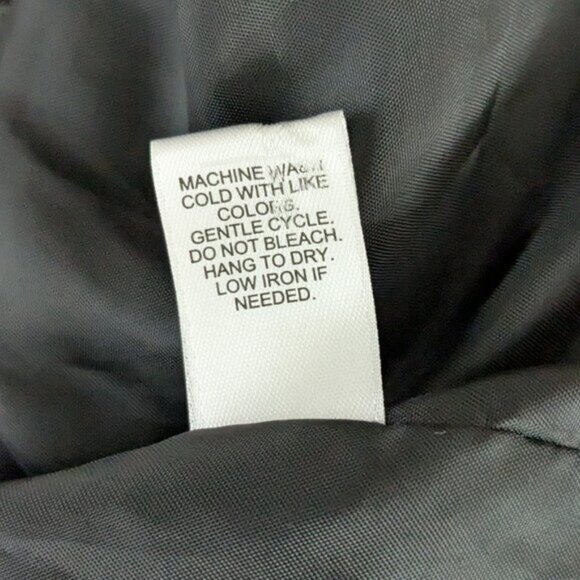 MACHINE WASH
COLD WITH LIKE
COLORS.
GENTLE CYCLE.
DO NOT BLEACH.
HANG TO DRY.
LOW IRON IF
NEEDED.